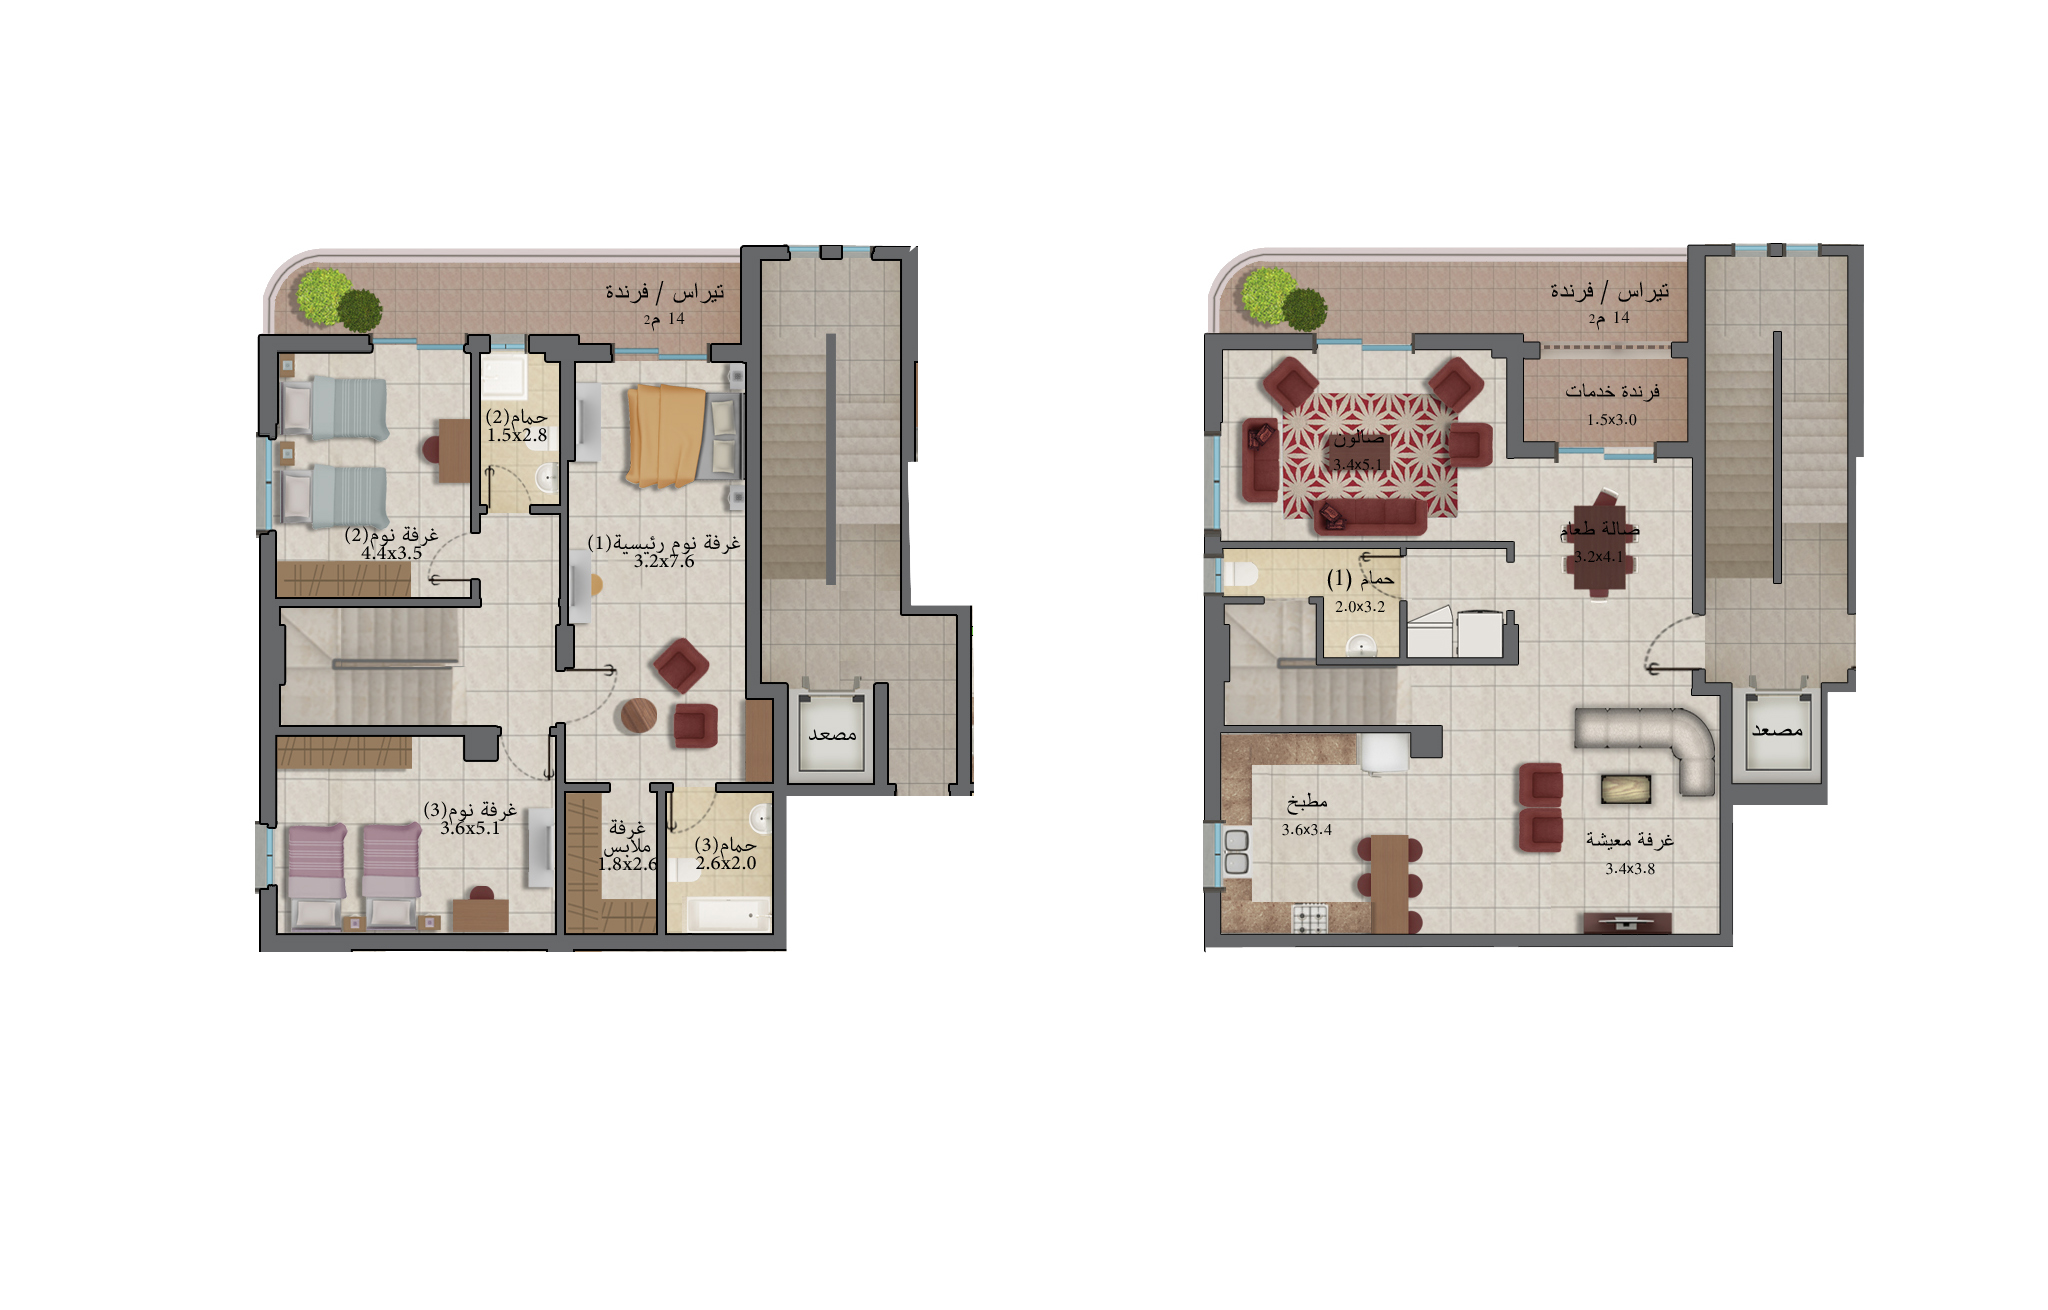 تيراس / فرندة
14 م2
حمام(2)
1.5x2.8
غرفة نوم(2)
4.4x3.5
غرفة نوم رئيسية(1)
3.2x7.6
مصعد
غرفة نوم(3)
3.6x5.1
غرفة
ملابس
1.8x2.6
حمام(3)
2.6x2.0
تيراس / فرندة
14 م2
فرندة خدمات
1.5x3.0
صالون
3.4x5.1
صالة طعام
3.2x4.1
حمام (1)
2.0x3.2
مصعد
مطبخ
3.6x3.4
غرفة معيشة
3.4x3.8